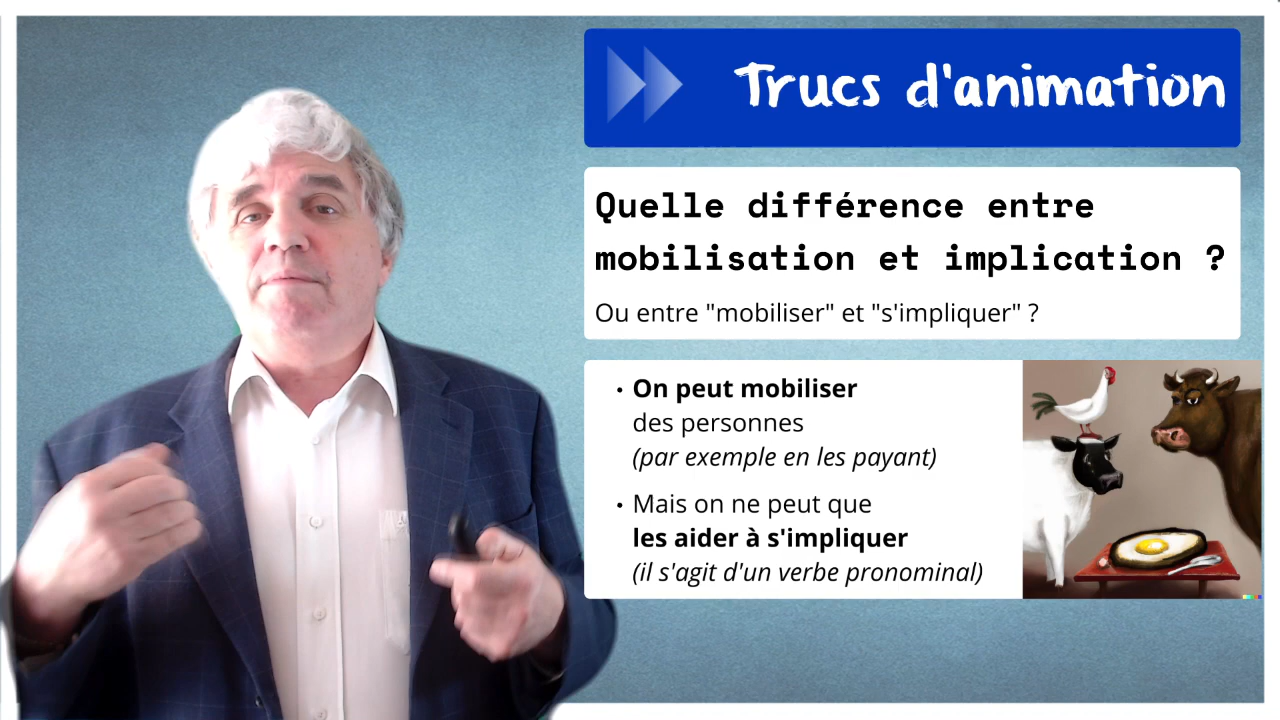 Trucs d'animation
Quelle différence entre
mobilisation et implication ?
Ou entre "mobiliser" et "s'impliquer" ?
• On peut mobiliser
des personnes
(par exemple en les payant)
• Mais on ne peut que
les aider à s'impliquer
(il s'agit d'un verbe pronominal)